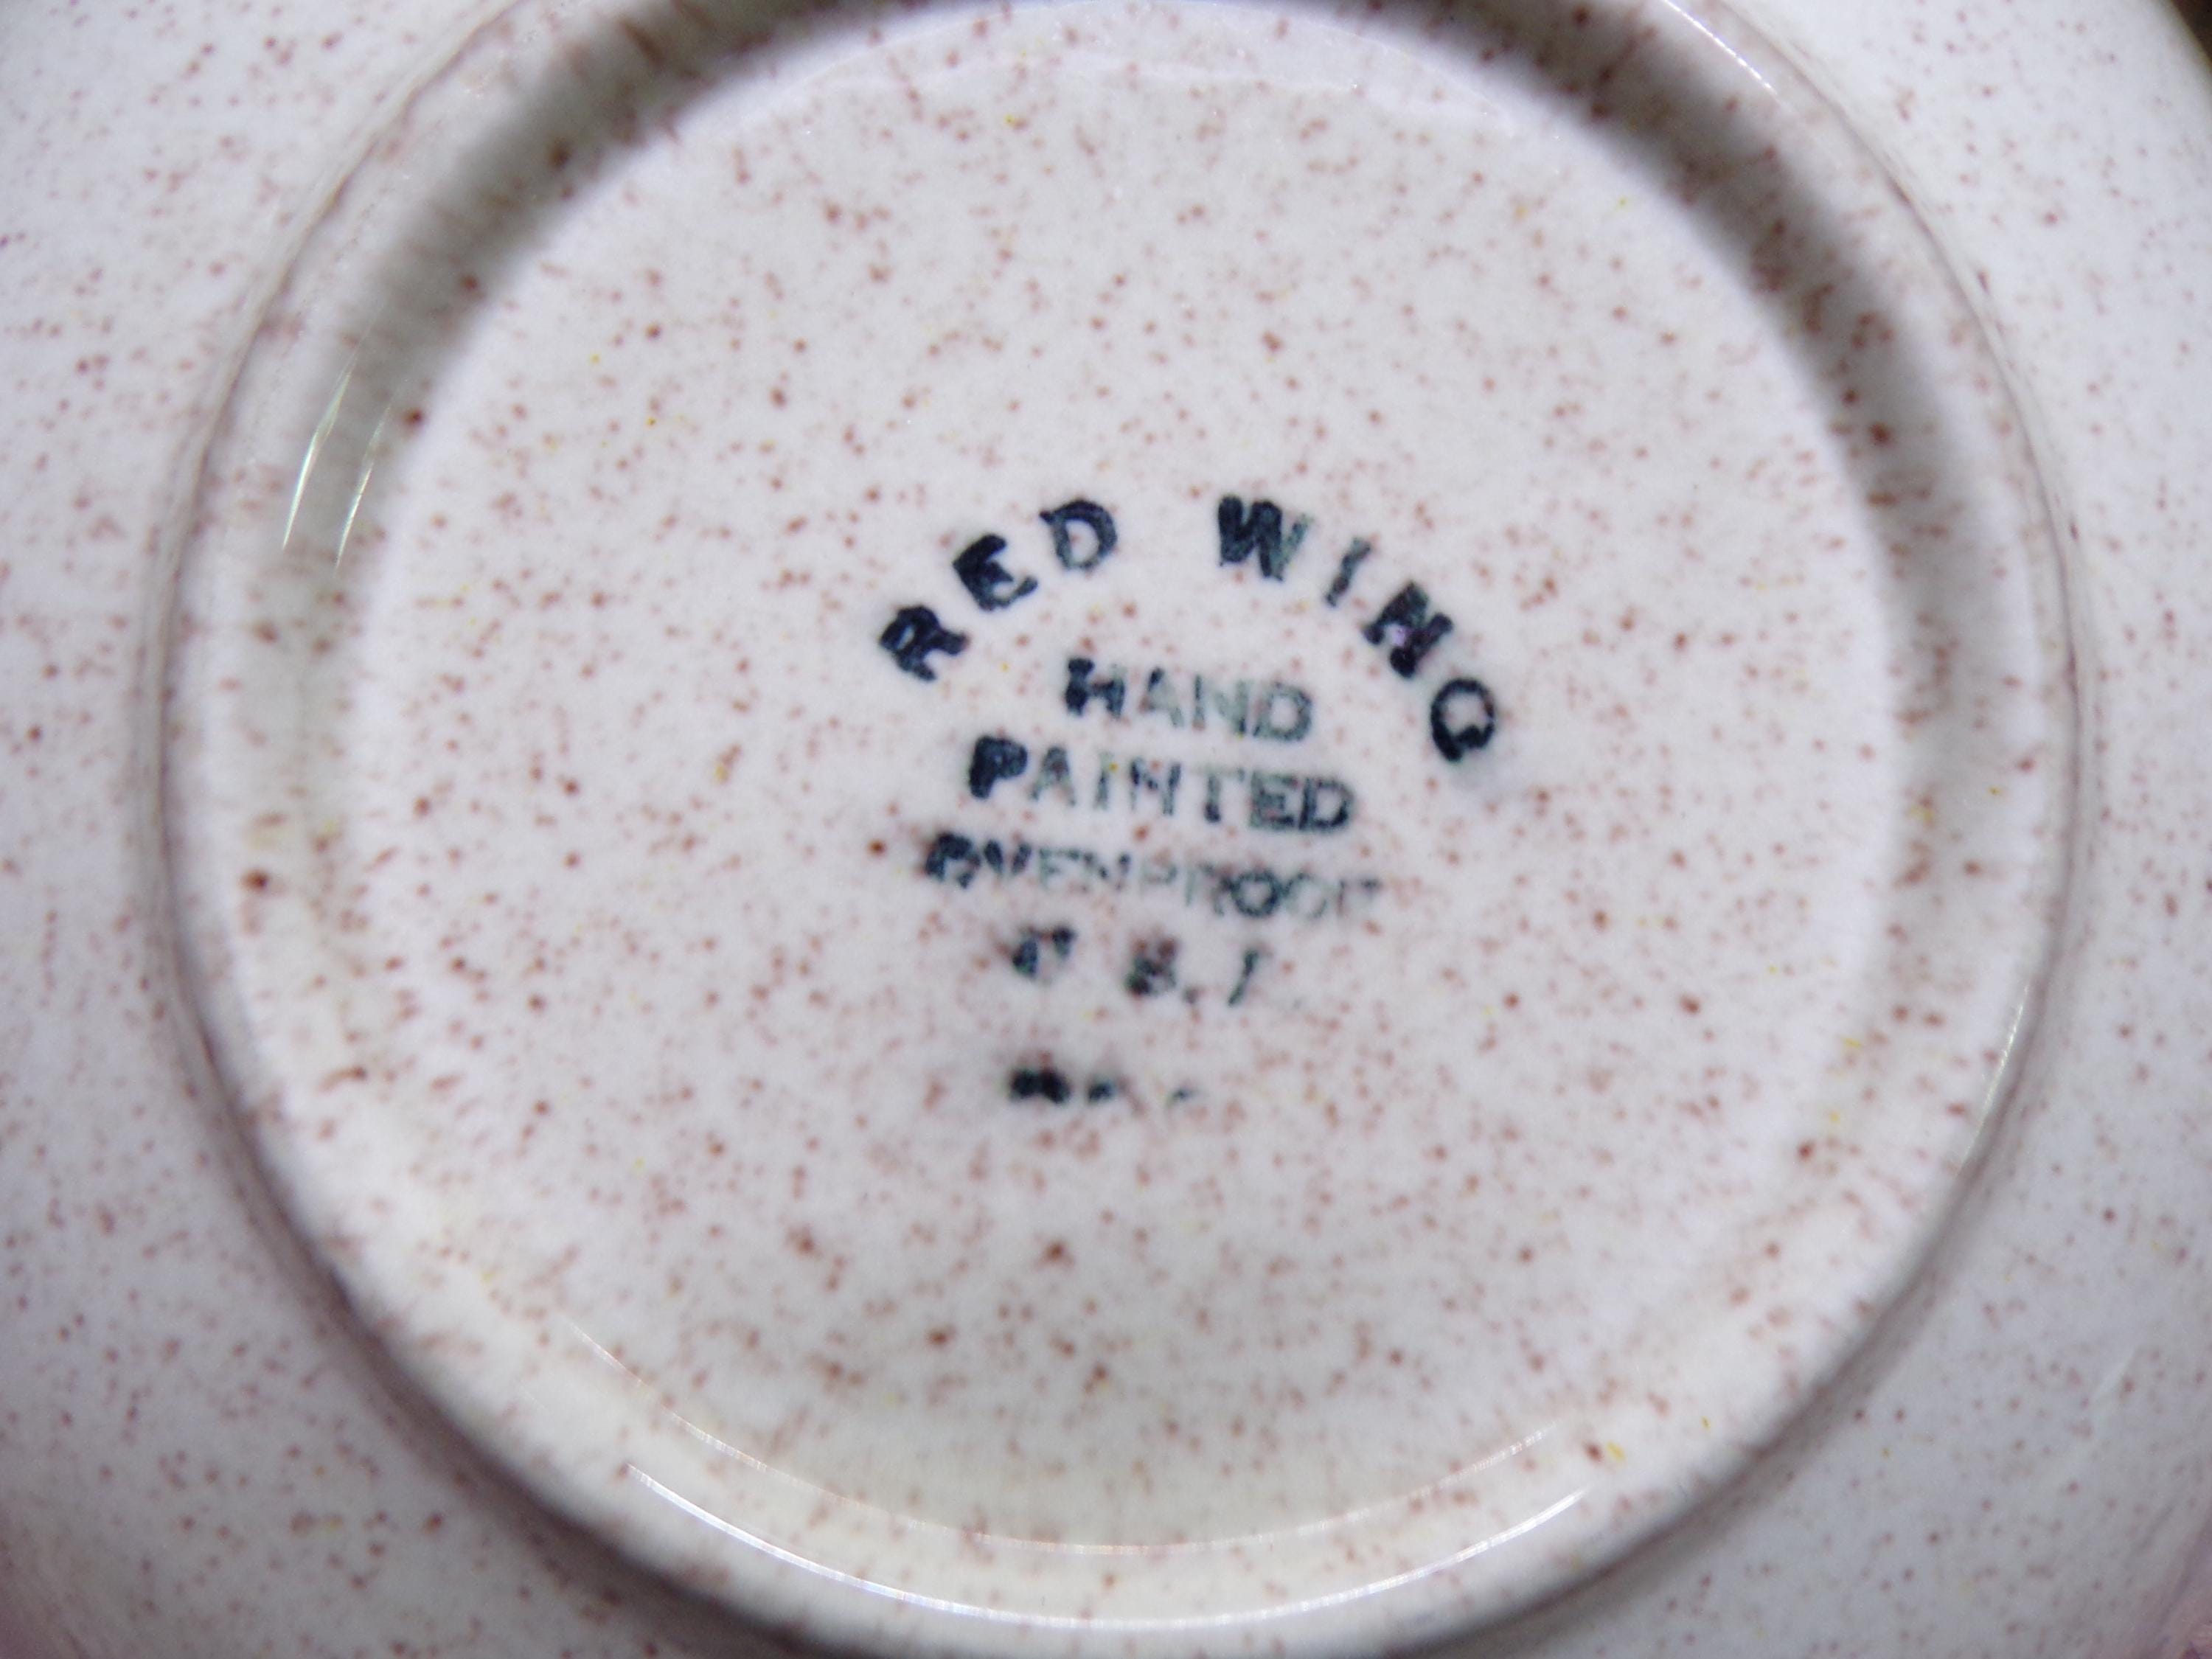 RED WING
HAND
PAINTED
OVENPROOF